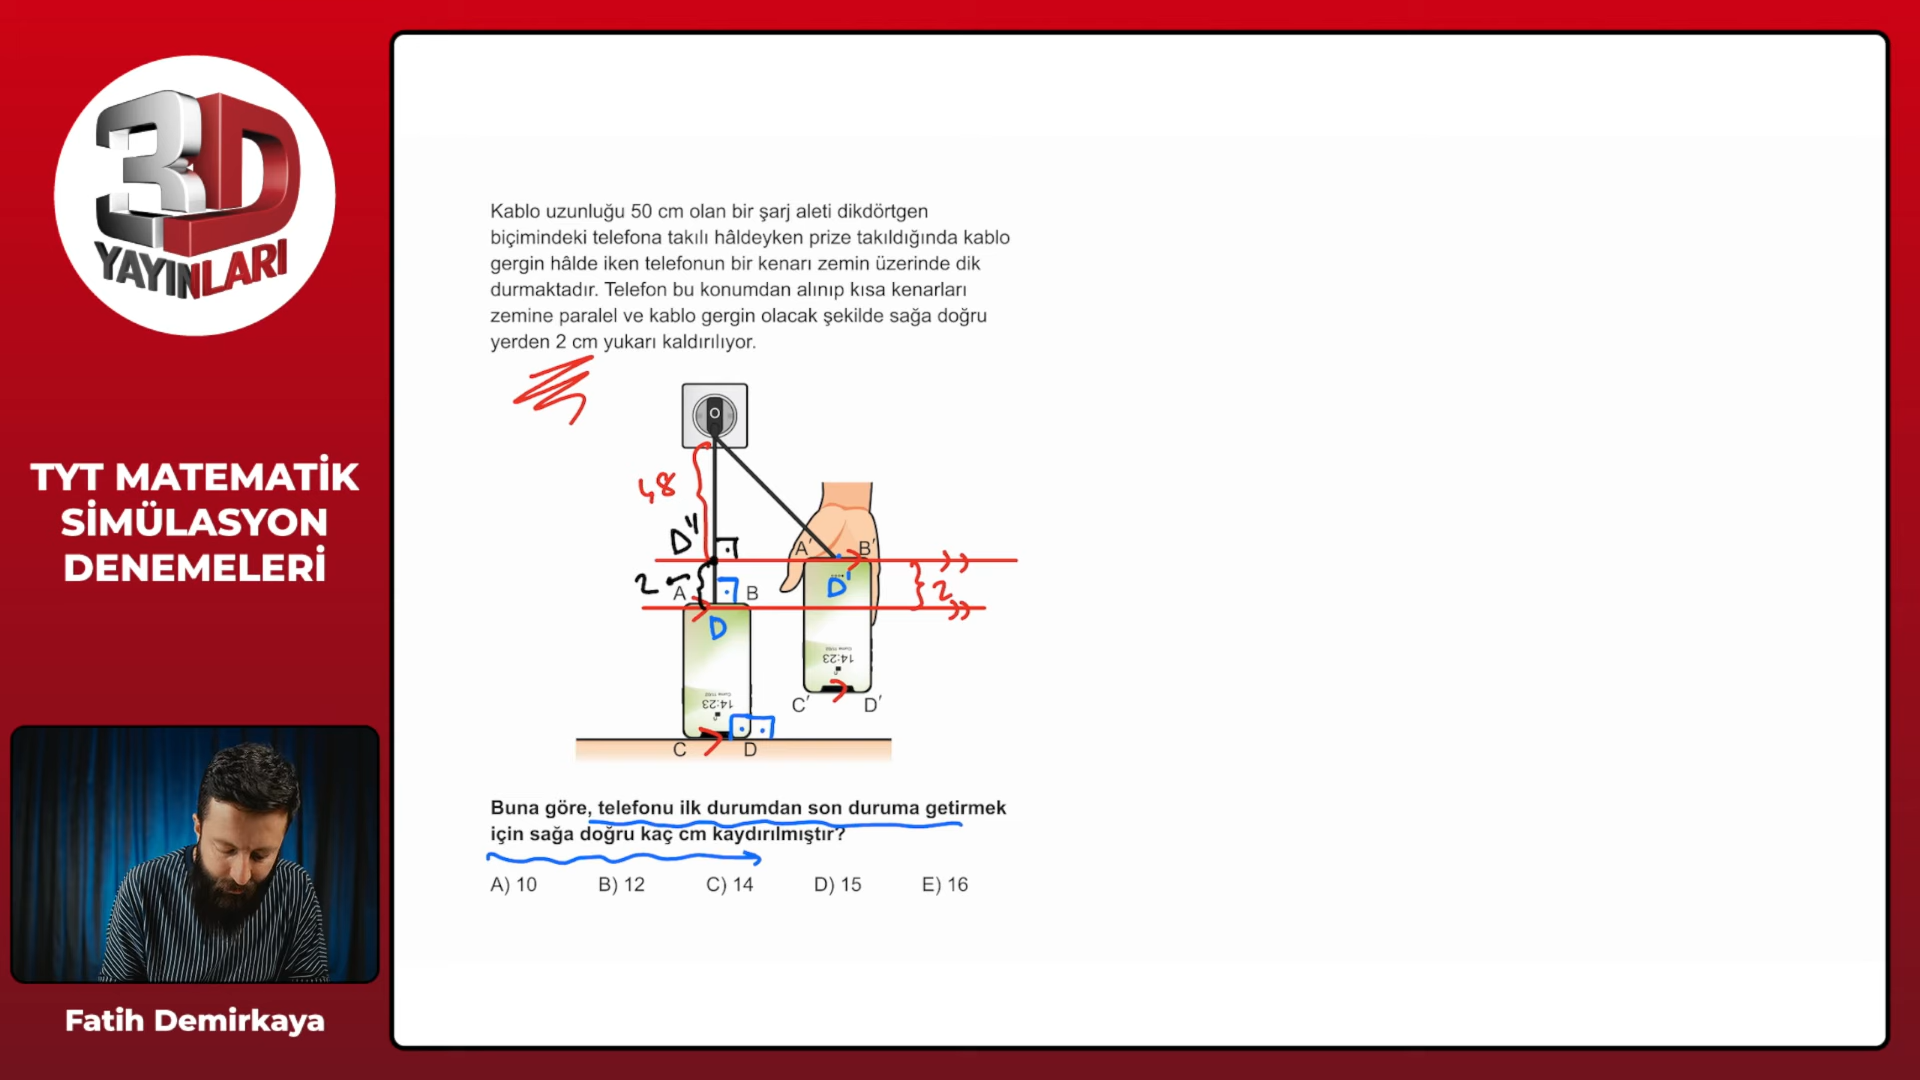 3D
YAYINLARI
TYT MATEMATİK
SİMÜLASYON
DENEMELERİ
Fatih Demirkaya
Kablo uzunluğu 50 cm olan bir şarj aleti dikdörtgen
biçimindeki telefona takılı hâldeyken prize takıldığında kablo
gergin hâlde iken telefonun bir kenarı zemin üzerinde dik
durmaktadır. Telefon bu konumdan alınıp kısa kenarları
zemine paralel ve kablo gergin olacak şekilde sağa doğru
yerden 2 cm yukarı kaldırılıyor.
48
D''
A' B'
2
D'
2
A B
D
14:23
C' D'
14:23
C D
Buna göre, telefonu ilk durumdan son duruma getirmek
için sağa doğru kaç cm kaydırılmıştır?
A) 10 B) 12 C) 14 D) 15 E) 16